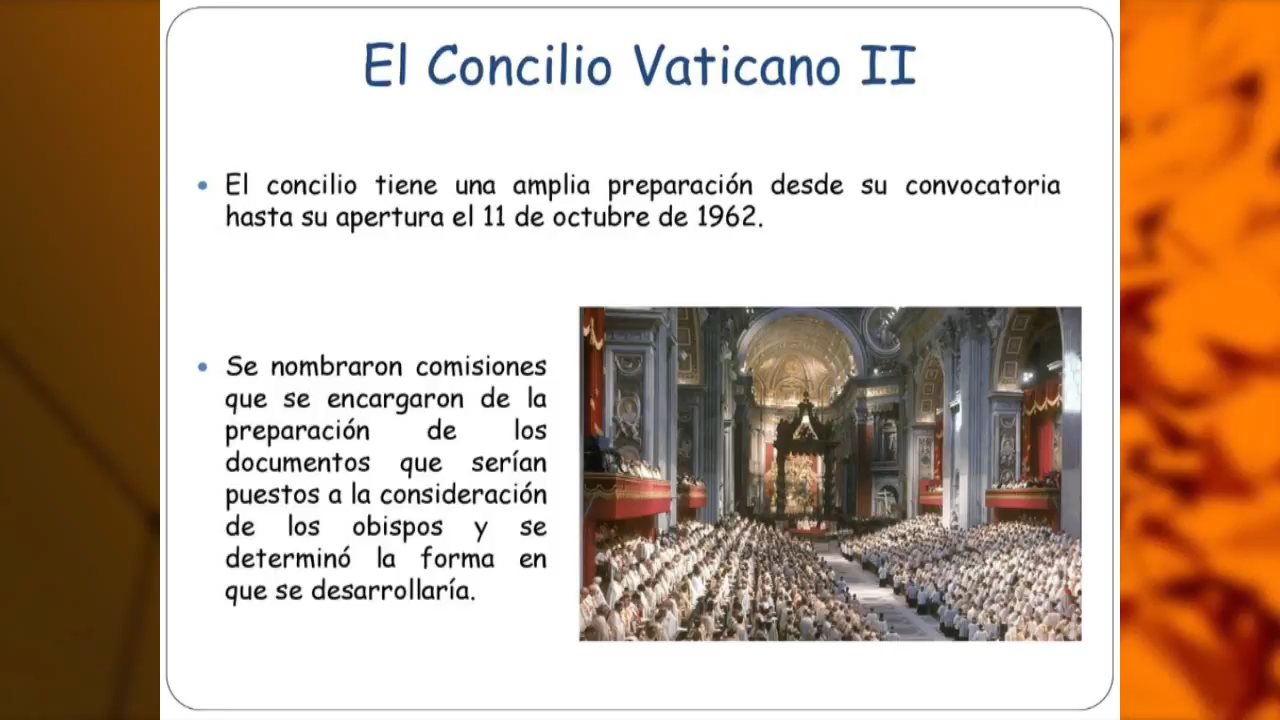 El Concilio Vaticano II
• El concilio tiene una amplia preparación desde su convocatoria
hasta su apertura el 11 de octubre de 1962.
• Se nombraron comisiones
que se encargaron de la
preparación de los
documentos que serían
puestos a la consideración
de los obispos y se
determinó la forma en
que se desarrollaría.